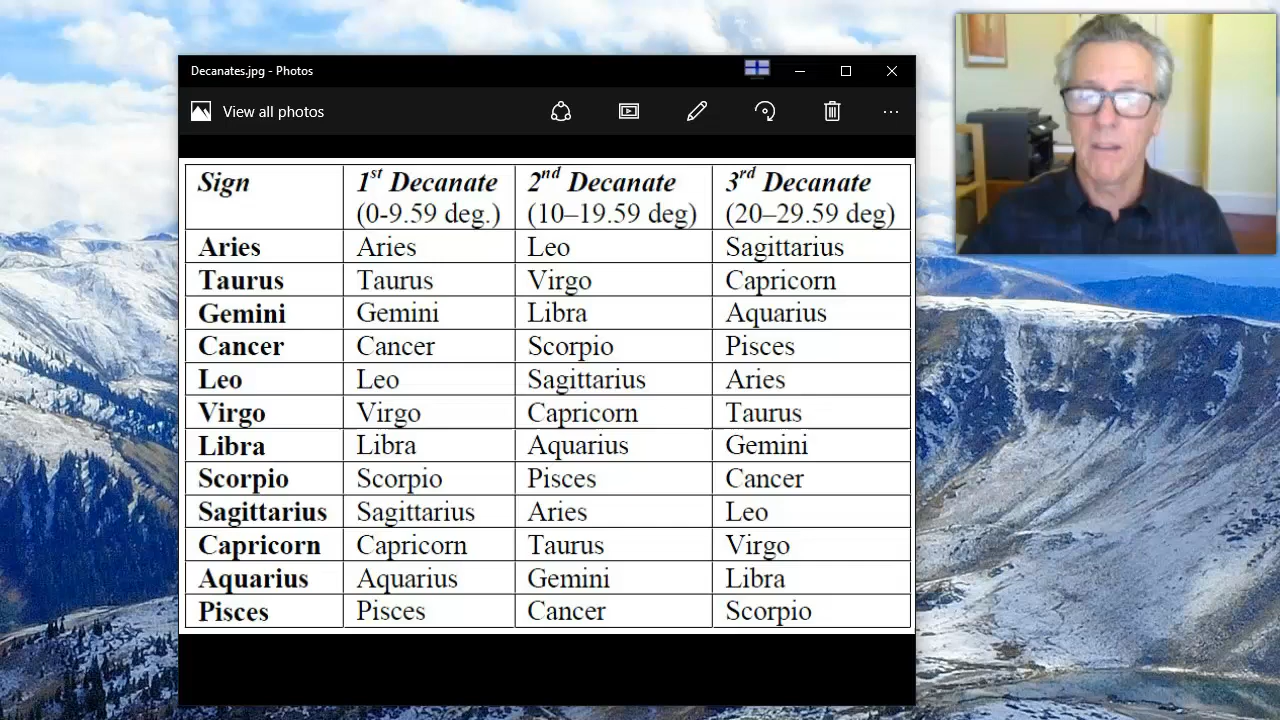 Decanates.jpg - Photos
View all photos
Sign 1st Decanate 2nd Decanate 3rd Decanate
(0-9.59 deg.) (10–19.59 deg) (20–29.59 deg)
Aries Aries Leo Sagittarius
Taurus Taurus Virgo Capricorn
Gemini Gemini Libra Aquarius
Cancer Cancer Scorpio Pisces
Leo Leo Sagittarius Aries
Virgo Virgo Capricorn Taurus
Libra Libra Aquarius Gemini
Scorpio Scorpio Pisces Cancer
Sagittarius Sagittarius Aries Leo
Capricorn Capricorn Taurus Virgo
Aquarius Aquarius Gemini Libra
Pisces Pisces Cancer Scorpio